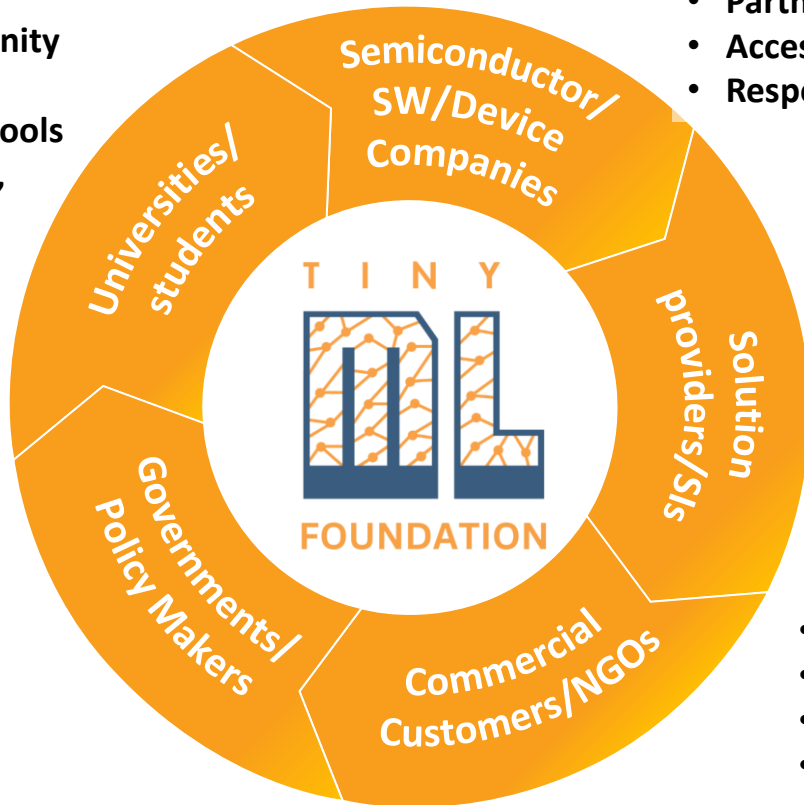 Semiconductor/
SW/Device
Companies
Universities/
students
Solution
providers/SIs
Governments/
Policy Makers
Commercial
Customers/NGOs
TINY
ML
FOUNDATION